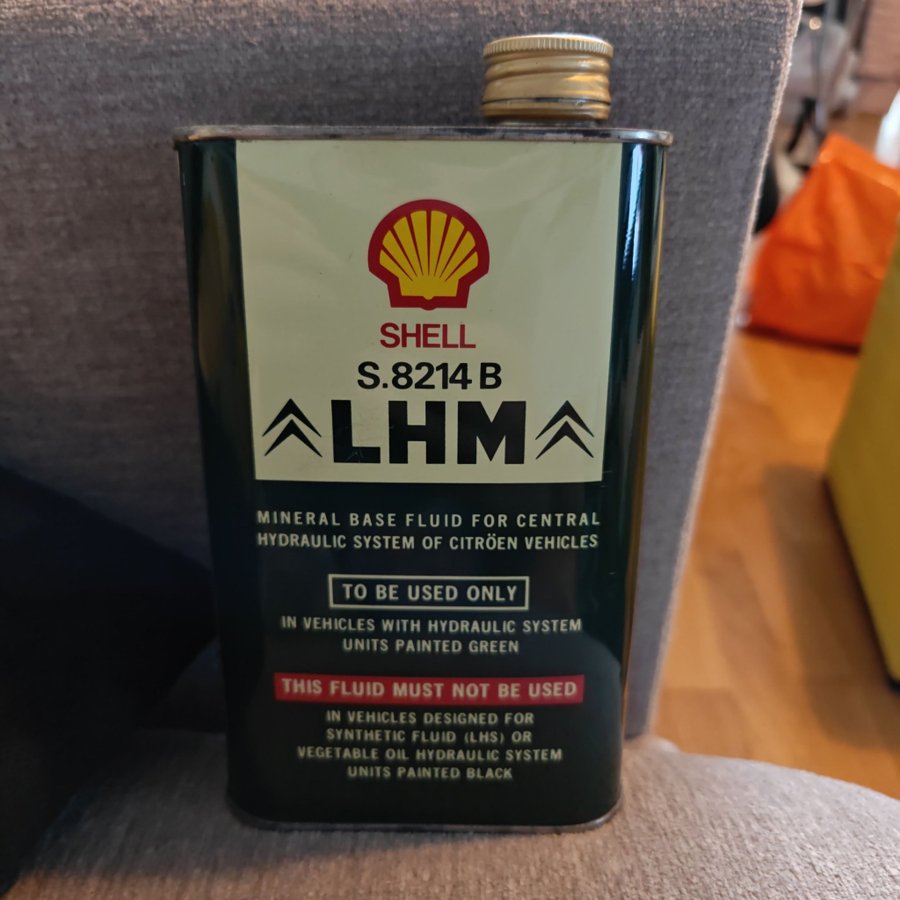 SHELL
S.8214 B
LHM
MINERAL BASE FLUID FOR CENTRAL
HYDRAULIC SYSTEM OF CITRÖEN VEHICLES
TO BE USED ONLY
IN VEHICLES WITH HYDRAULIC SYSTEM
UNITS PAINTED GREEN
THIS FLUID MUST NOT BE USED
IN VEHICLES DESIGNED FOR
SYNTHETIC FLUID (LHS) OR
VEGETABLE OIL HYDRAULIC SYSTEM
UNITS PAINTED BLACK